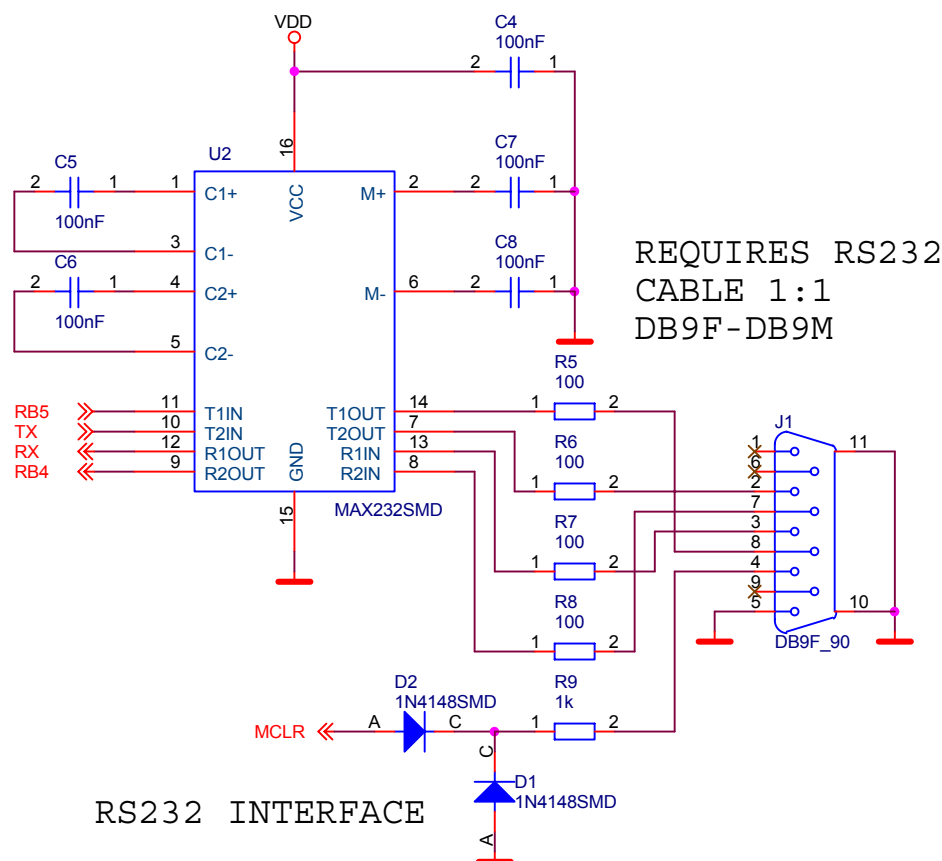 VDD
C4
100nF
2 1
16
U2
VCC
C5
2 1
100nF
1 C1+
3 C1-
C6
2 1
100nF
4 C2+
5 C2-
C7
100nF
M+ 2 2 1
C8
100nF
M- 6 2 1
REQUIRES RS232
CABLE 1:1
DB9F-DB9M
RB5 11 T1IN
TX 10 T2IN
RX 12 R1OUT
RB4 9 R2OUT
GND
15
T1OUT 14
T2OUT 7
R1IN 13
R2IN 8
MAX232SMD
R5
100
1 2
R6
100
1 2
R7
100
1 2
R8
100
1 2
R9
1k
1 2
J1
1
6
2
7
3
8
4
9
5
11
10
DB9F_90
D2
1N4148SMD
MCLR A C
C
D1
1N4148SMD
A
RS232 INTERFACE